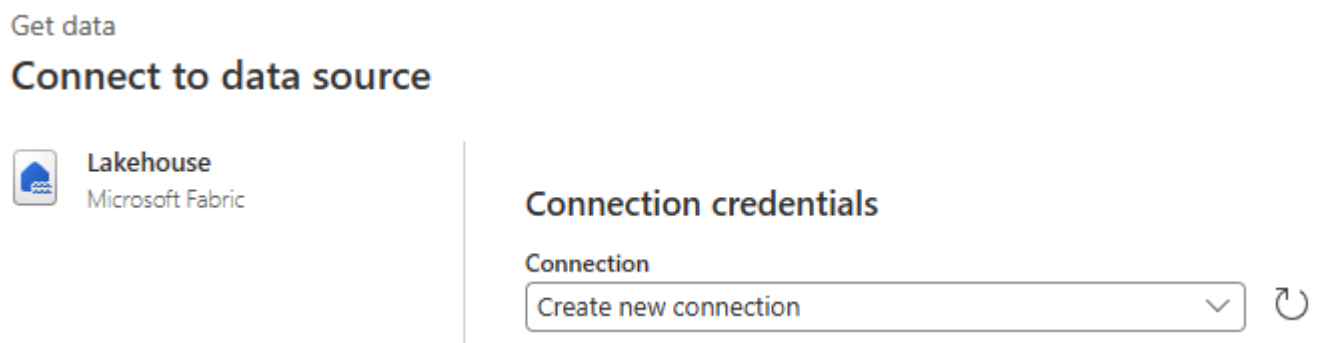 Get data
Connect to data source
Lakehouse
Microsoft Fabric
Connection credentials
Connection
Create new connection